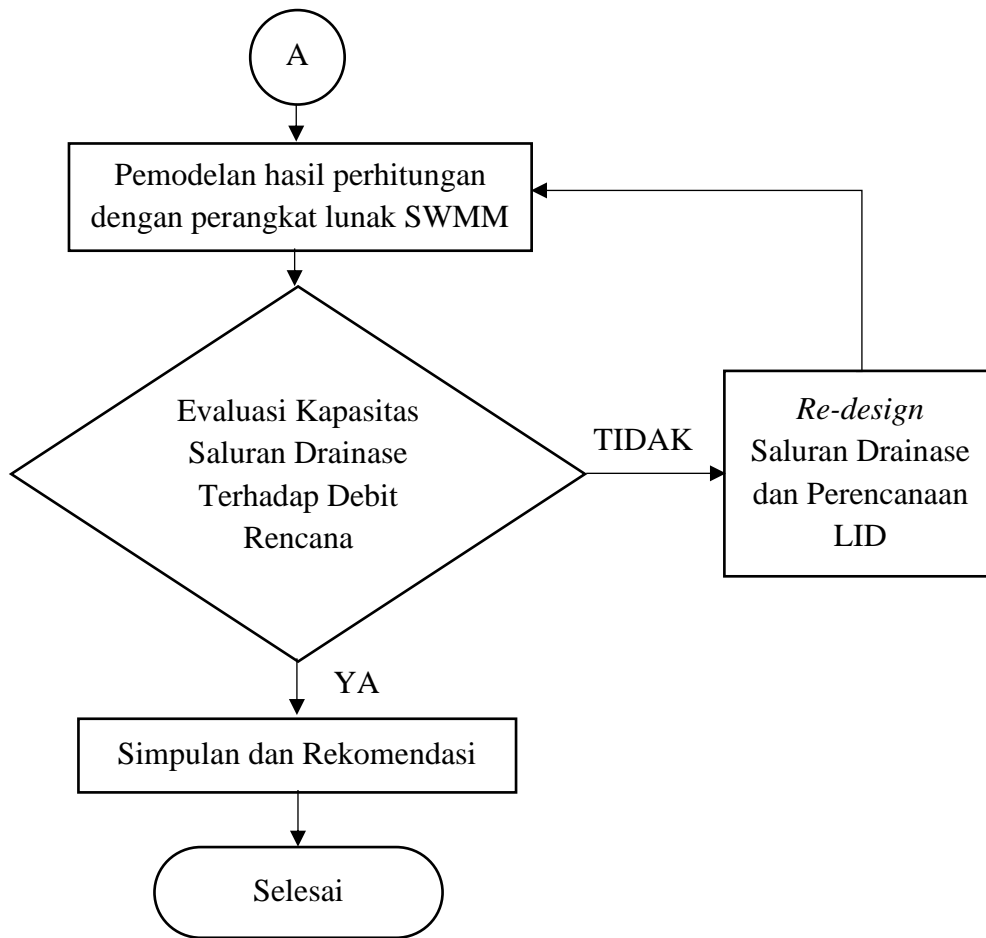 A
Pemodelan hasil perhitungan
dengan perangkat lunak SWMM
Evaluasi Kapasitas
Saluran Drainase
Terhadap Debit
Rencana
TIDAK
Re-design
Saluran Drainase
dan Perencanaan
LID
YA
Simpulan dan Rekomendasi
Selesai